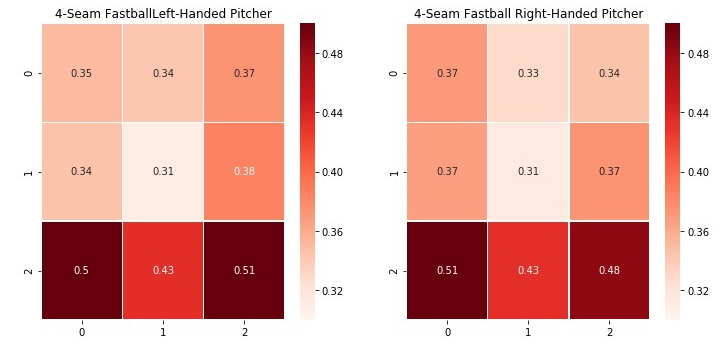 4-Seam FastballLeft-Handed Pitcher
0.35 0.34 0.37
0.34 0.31 0.38
0.5 0.43 0.51
0
1
2
0 1 2
0.48
0.44
0.40
0.36
0.32
4-Seam Fastball Right-Handed Pitcher
0.37 0.33 0.34
0.37 0.31 0.37
0.51 0.43 0.48
0
1
2
0 1 2
0.48
0.44
0.40
0.36
0.32